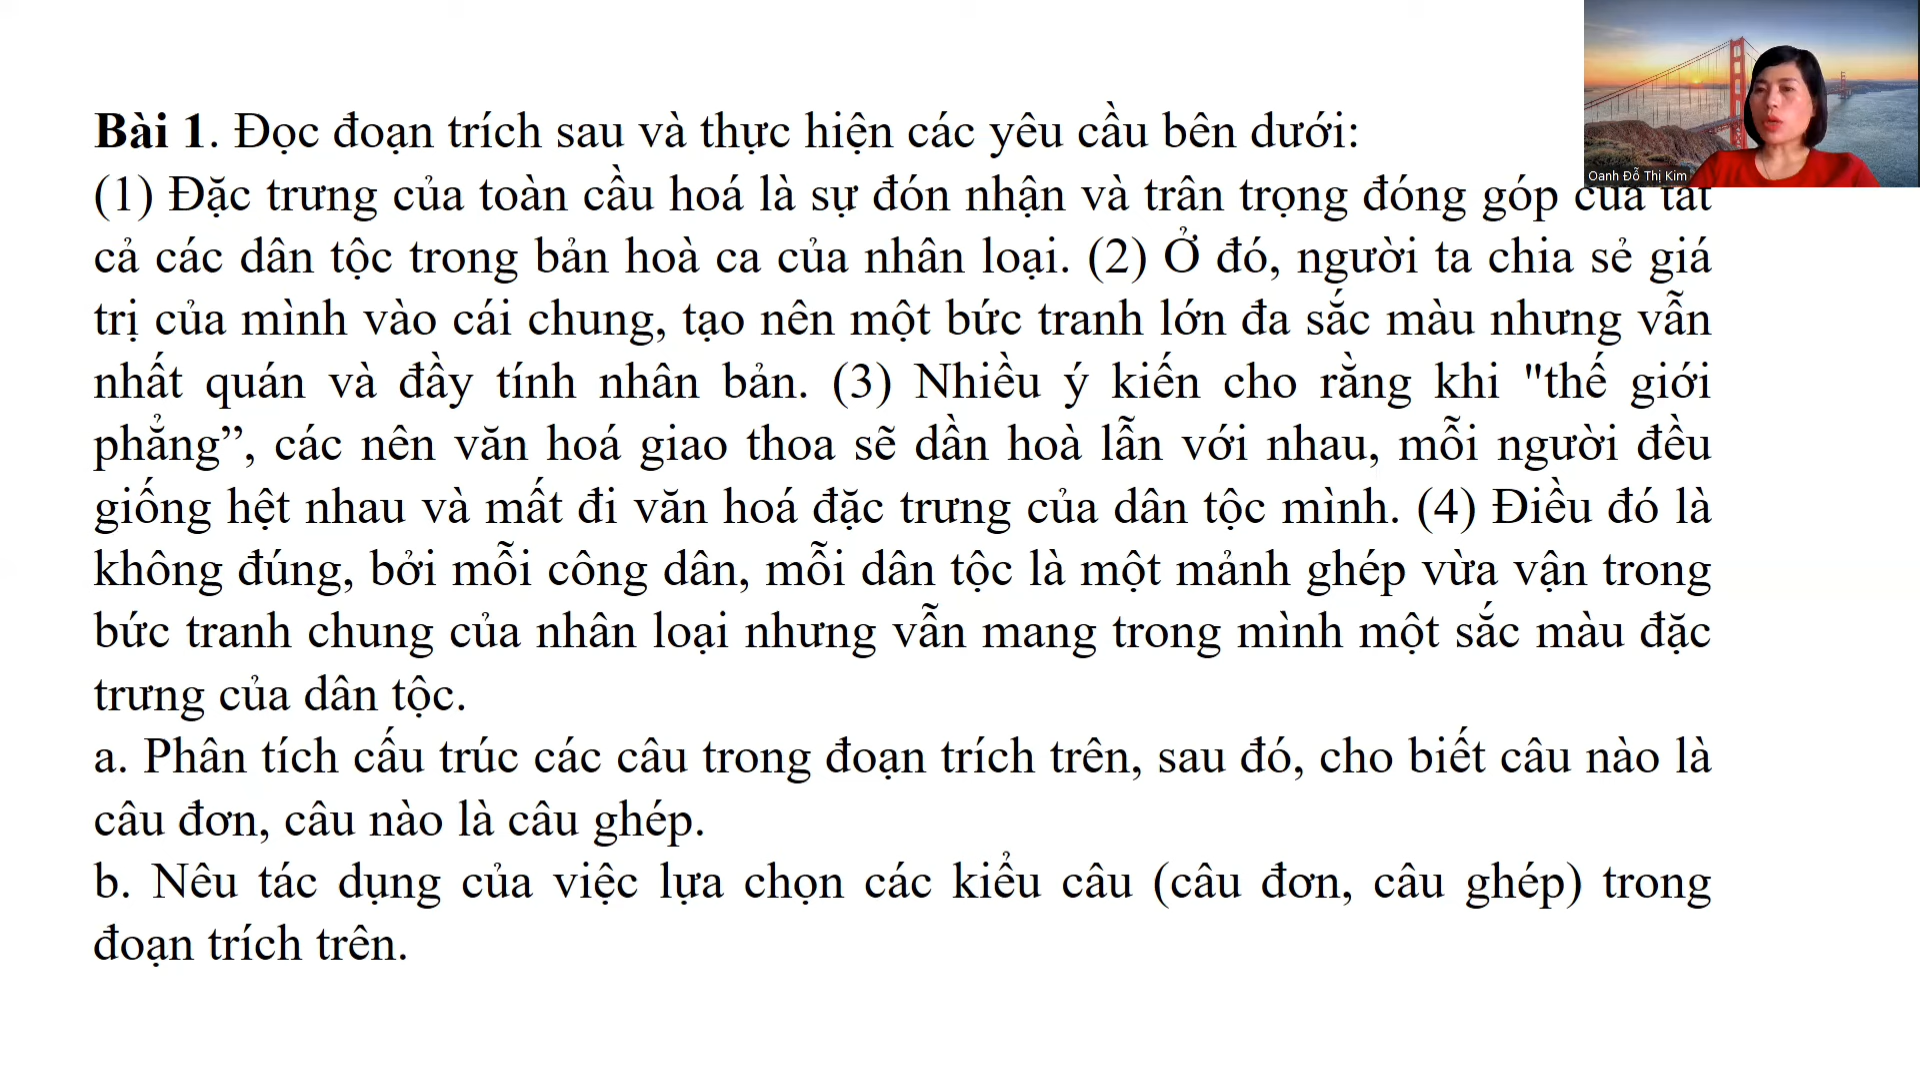 Bài 1. Đọc đoạn trích sau và thực hiện các yêu cầu bên dưới:
Oanh Đỗ Thị Kim
(1) Đặc trưng của toàn cầu hoá là sự đón nhận và trân trọng đóng góp của tất
cả các dân tộc trong bản hoà ca của nhân loại. (2) Ở đó, người ta chia sẻ giá
trị của mình vào cái chung, tạo nên một bức tranh lớn đa sắc màu nhưng vẫn
nhất quán và đầy tính nhân bản. (3) Nhiều ý kiến cho rằng khi "thế giới
phẳng”, các nên văn hoá giao thoa sẽ dần hoà lẫn với nhau, mỗi người đều
giống hệt nhau và mất đi văn hoá đặc trưng của dân tộc mình. (4) Điều đó là
không đúng, bởi mỗi công dân, mỗi dân tộc là một mảnh ghép vừa vận trong
bức tranh chung của nhân loại nhưng vẫn mang trong mình một sắc màu đặc
trưng của dân tộc.
a. Phân tích cấu trúc các câu trong đoạn trích trên, sau đó, cho biết câu nào là
câu đơn, câu nào là câu ghép.
b. Nêu tác dụng của việc lựa chọn các kiểu câu (câu đơn, câu ghép) trong
đoạn trích trên.